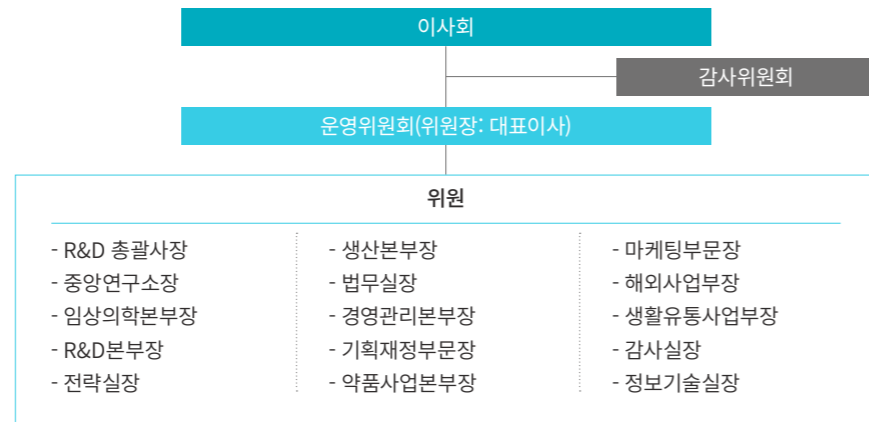 이사회
감사위원회
운영위원회(위원장: 대표이사)
위원
- R&D 총괄사장
- 중앙연구소장
- 임상의학본부장
- R&D본부장
- 전략실장
- 생산본부장
- 법무실장
- 경영관리본부장
- 기획재정부문장
- 약품사업본부장
- 마케팅부문장
- 해외사업부장
- 생활유통사업부장
- 감사실장
- 정보기술실장